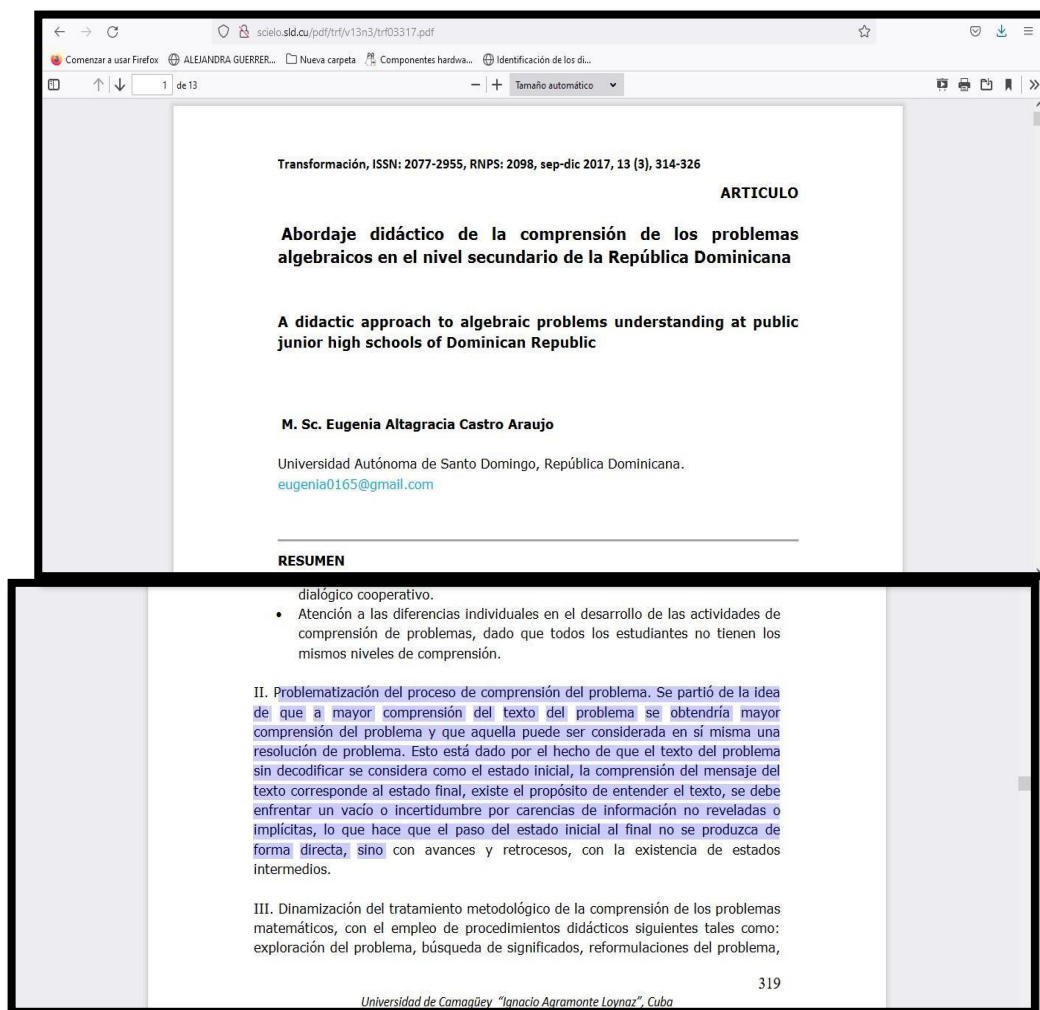 scielo.sld.cu/pdf/trf/v13n3/trf03317.pdf
Comenzar a usar Firefox ALEJANDRA GUERRER... Nueva carpeta Componentes hardwa... Identificación de los di...
1 de 13 Tamaño automático
Transformación, ISSN: 2077-2955, RNPS: 2098, sep-dic 2017, 13 (3), 314-326
ARTICULO
Abordaje didáctico de la comprensión de los problemas
algebraicos en el nivel secundario de la República Dominicana
A didactic approach to algebraic problems understanding at public
junior high schools of Dominican Republic
M. Sc. Eugenia Altagracia Castro Araujo
Universidad Autónoma de Santo Domingo, República Dominicana.
eugenia0165@gmail.com
RESUMEN
dialógico cooperativo.
• Atención a las diferencias individuales en el desarrollo de las actividades de
comprensión de problemas, dado que todos los estudiantes no tienen los
mismos niveles de comprensión.
II. Problematización del proceso de comprensión del problema. Se partió de la idea
de que a mayor comprensión del texto del problema se obtendría mayor
comprensión del problema y que aquella puede ser considerada en sí misma una
resolución de problema. Esto está dado por el hecho de que el texto del problema
sin decodificar se considera como el estado inicial, la comprensión del mensaje del
texto corresponde al estado final, existe el propósito de entender el texto, se debe
enfrentar un vacío o incertidumbre por carencias de información no reveladas o
implícitas, lo que hace que el paso del estado inicial al final no se produzca de
forma directa, sino con avances y retrocesos, con la existencia de estados
intermedios.
III. Dinamización del tratamiento metodológico de la comprensión de los problemas
matemáticos, con el empleo de procedimientos didácticos siguientes tales como:
exploración del problema, búsqueda de significados, reformulaciones del problema,
319
Universidad de Camagüey "Ignacio Agramonte Loynaz", Cuba